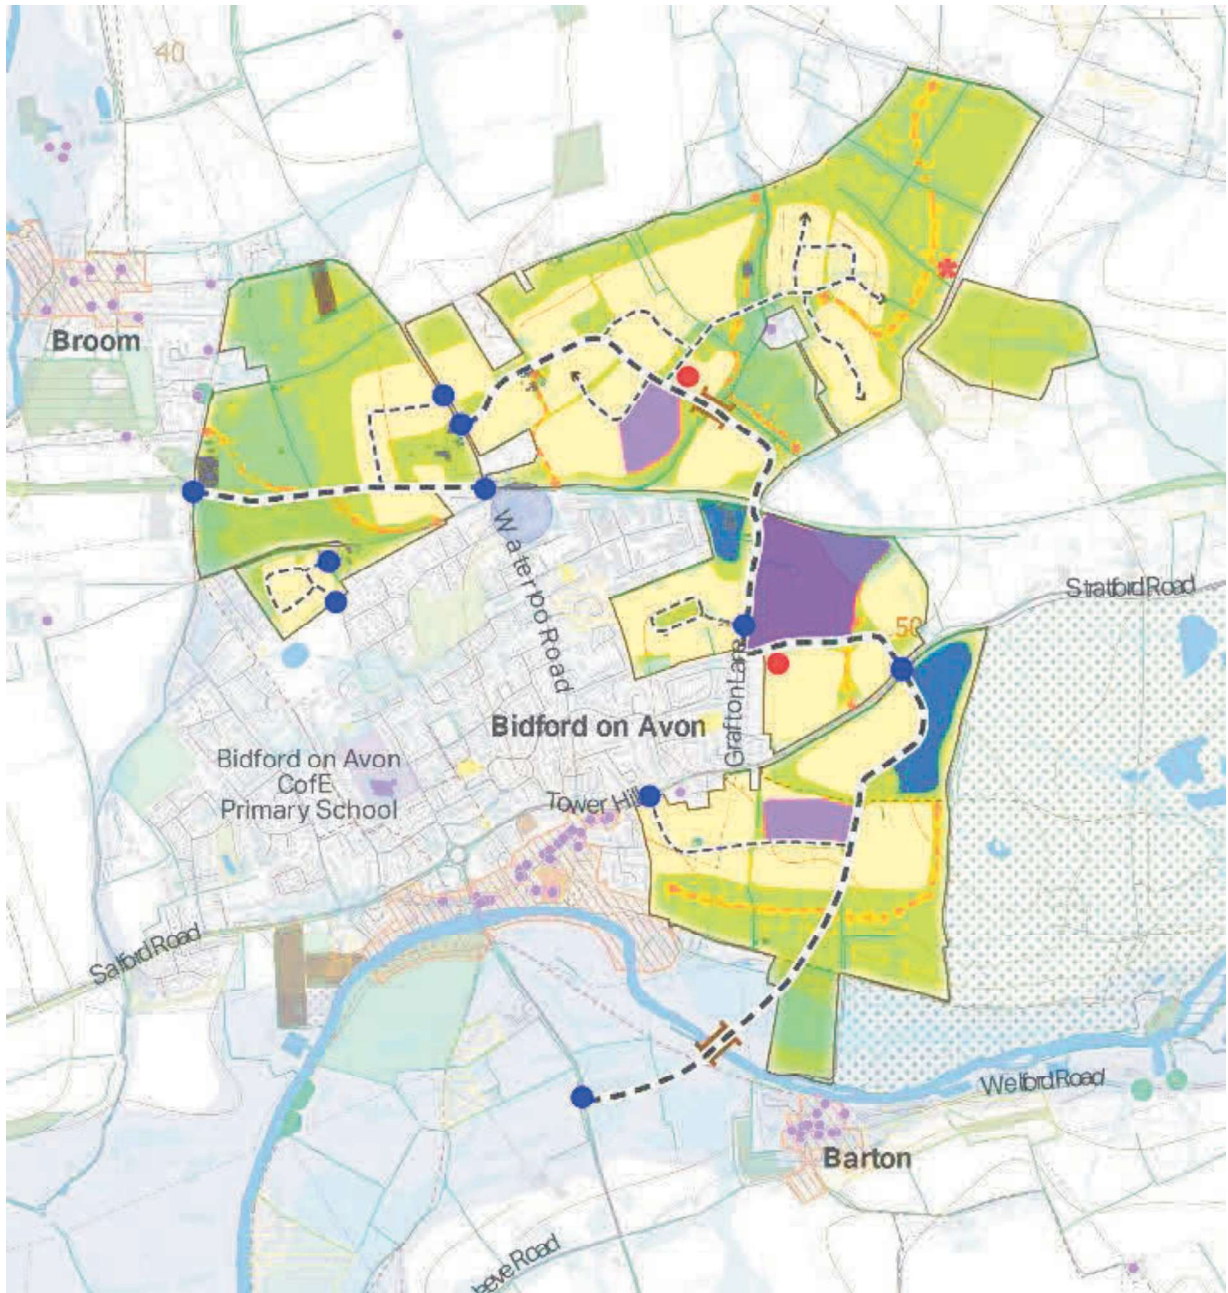 40
Broom
Waterloo Road
Stratford Road
50
Grafton Lane
Bidford on Avon
Bidford on Avon
CofE
Primary School
Tower Hill
Salford Road
Welford Road
Barton
beve Road